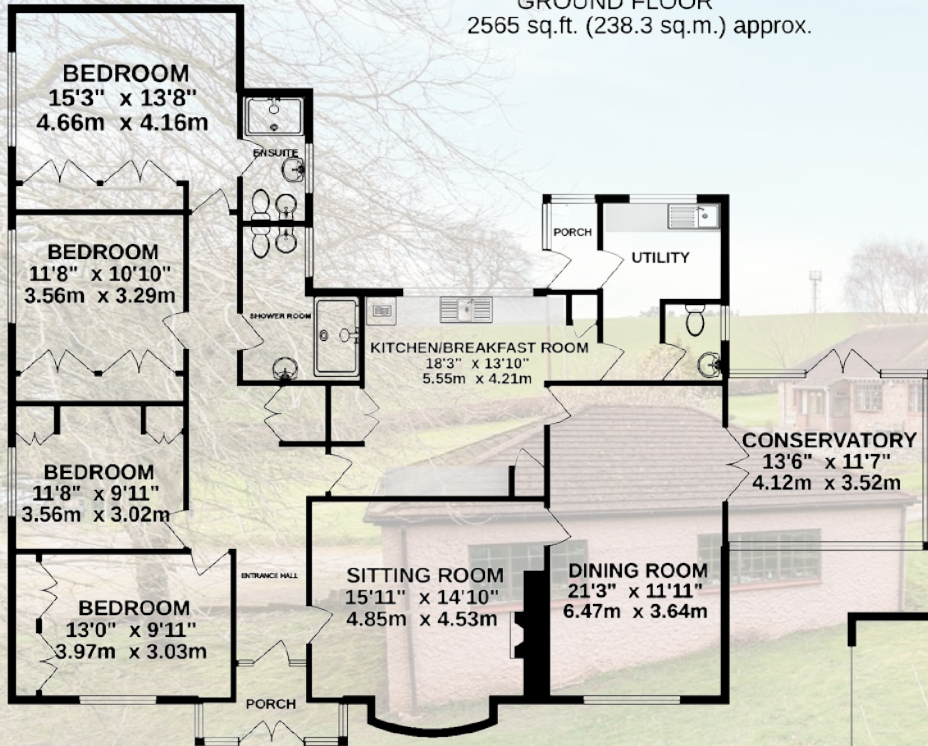 GROUND FLOOR
2565 sq.ft. (238.3 sq.m.) approx.
BEDROOM
15'3" x 13'8"
4.66m x 4.16m
ENSUITE
BEDROOM
11'8" x 10'10"
3.56m x 3.29m
PORCH
UTILITY
SHOWER ROOM
KITCHEN/BREAKFAST ROOM
18'3" x 13'10"
5.55m x 4.21m
BEDROOM
11'8" x 9'11"
3.56m x 3.02m
CONSERVATORY
13'6" x 11'7"
4.12m x 3.52m
ENTRANCE HALL
SITTING ROOM
15'11" x 14'10"
4.85m x 4.53m
DINING ROOM
21'3" x 11'11"
6.47m x 3.64m
BEDROOM
13'0" x 9'11"
3.97m x 3.03m
PORCH